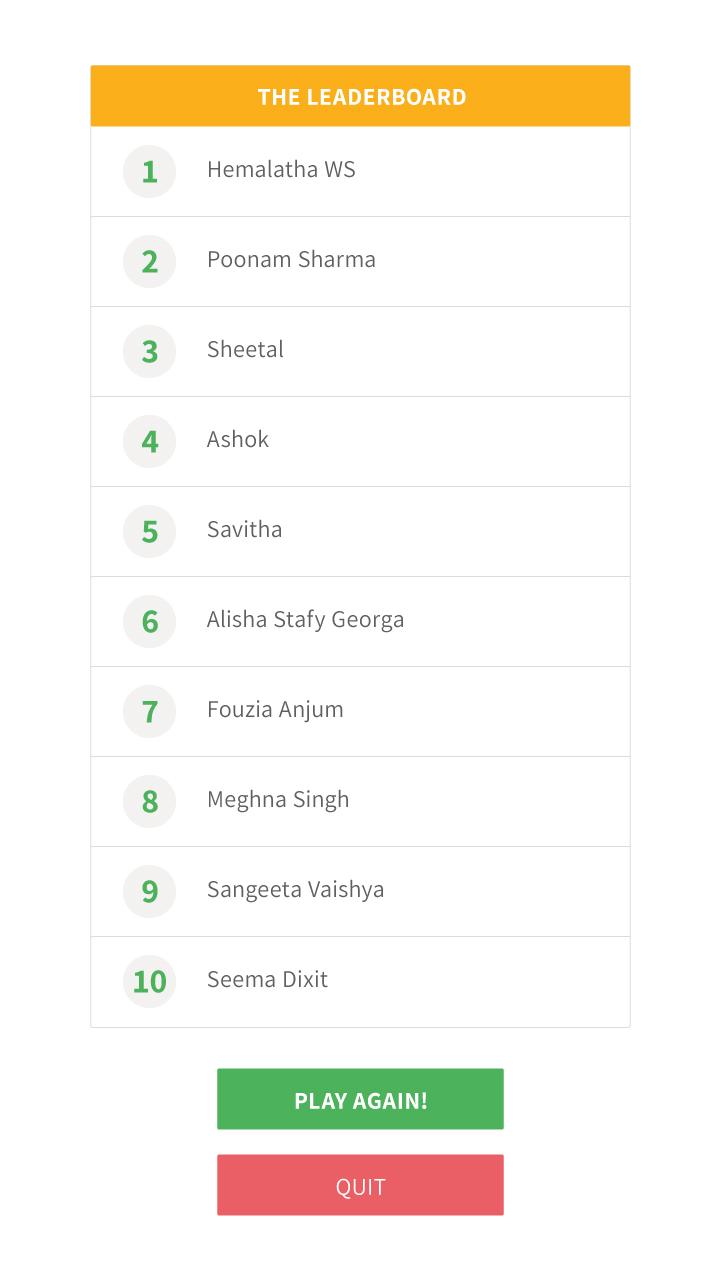 THE LEADERBOARD
1 Hemalatha WS
2 Poonam Sharma
3 Sheetal
4 Ashok
5 Savitha
6 Alisha Stafy Georga
7 Fouzia Anjum
8 Meghna Singh
9 Sangeeta Vaishya
10 Seema Dixit
PLAY AGAIN!
QUIT